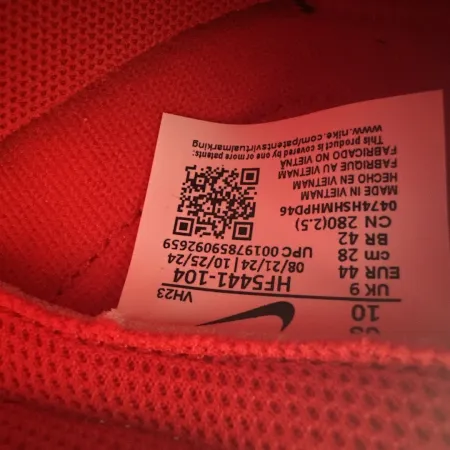 US
10
UK 9
EUR 44
cm 28
BR 42
CN 280(2.5)
VH23
HF5441-104
08/21/24 | 10/25/24
UPC 00197859092659
0474HSHMHPD46
MADE IN VIETNAM
HECHO EN VIETNAM
FABRIQUÉ AU VIETNAM
FABRICADO NO VIETNÃ
This product is covered by one or more patents:
www.nike.com/patentsvirtualmarking